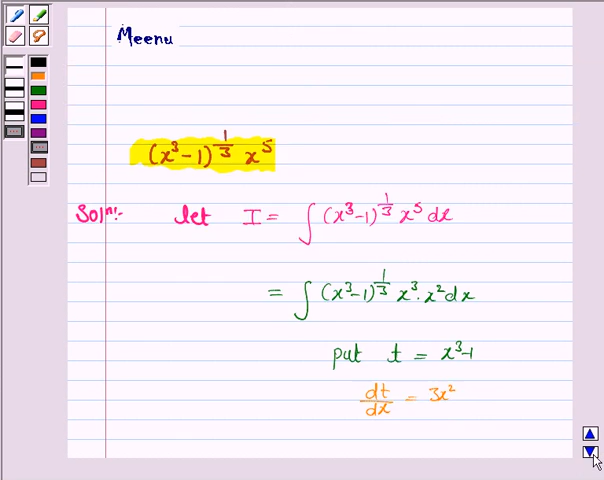 Meenu
(x³-1)^(1/3) x⁵
Solⁿ:- let I = ∫ (x³-1)^(1/3) x⁵ dx
= ∫ (x³-1)^(1/3) x³ . x² dx
put t = x³-1
dt/dx = 3x²